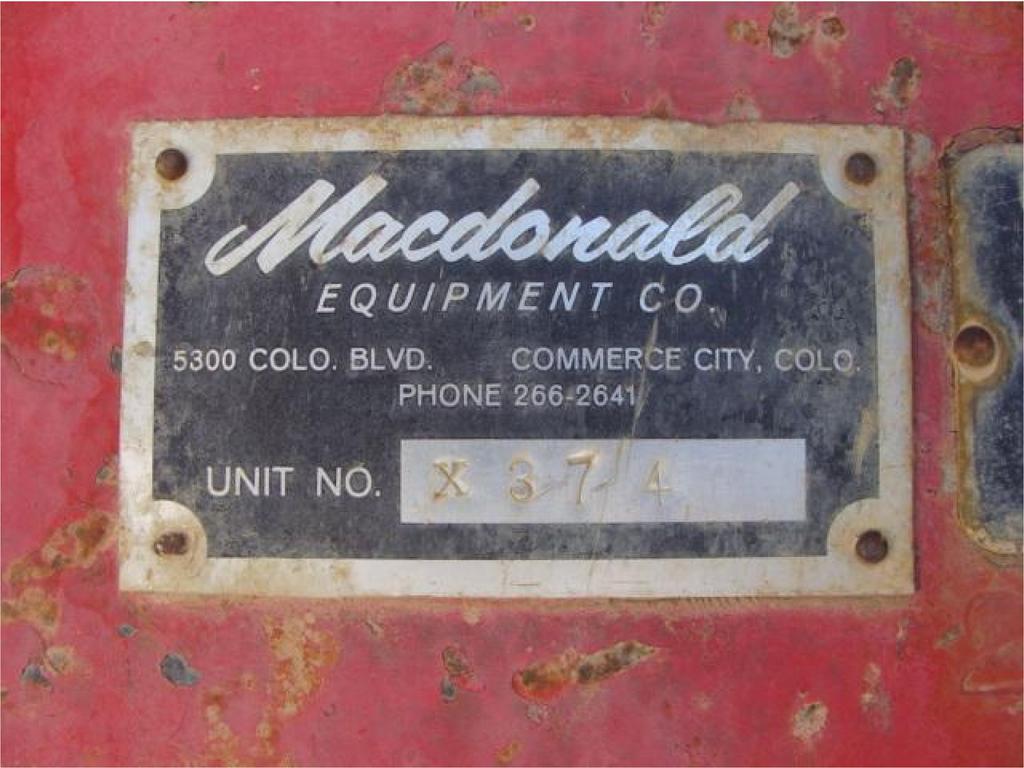 Macdonald
EQUIPMENT CO.
5300 COLO. BLVD. COMMERCE CITY, COLO.
PHONE 266-2641
UNIT NO. X 374